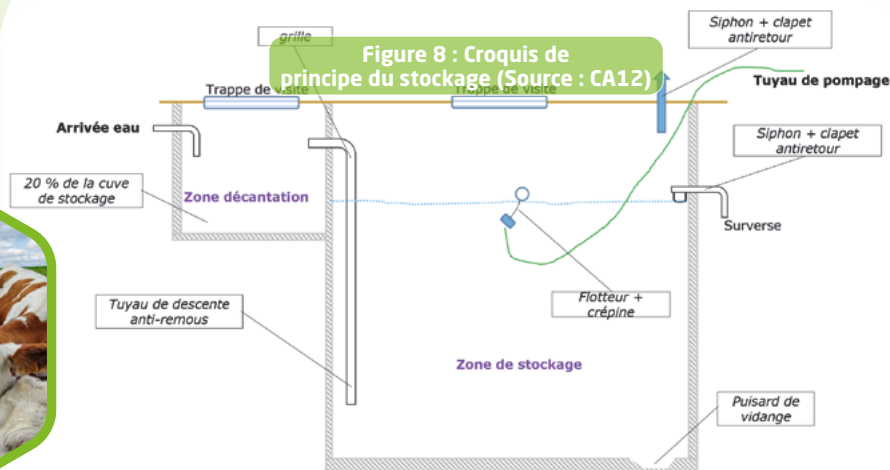 grille
Figure 8 : Croquis de
principe du stockage (Source : CA12)
Siphon + clapet
antiretour
Trappe de visite
Trappe de visite
Tuyau de pompage
Arrivée eau
Siphon + clapet
antiretour
20 % de la cuve
de stockage
Zone décantation
Surverse
Tuyau de descente
anti-remous
Flotteur +
crépine
Zone de stockage
Puisard de
vidange